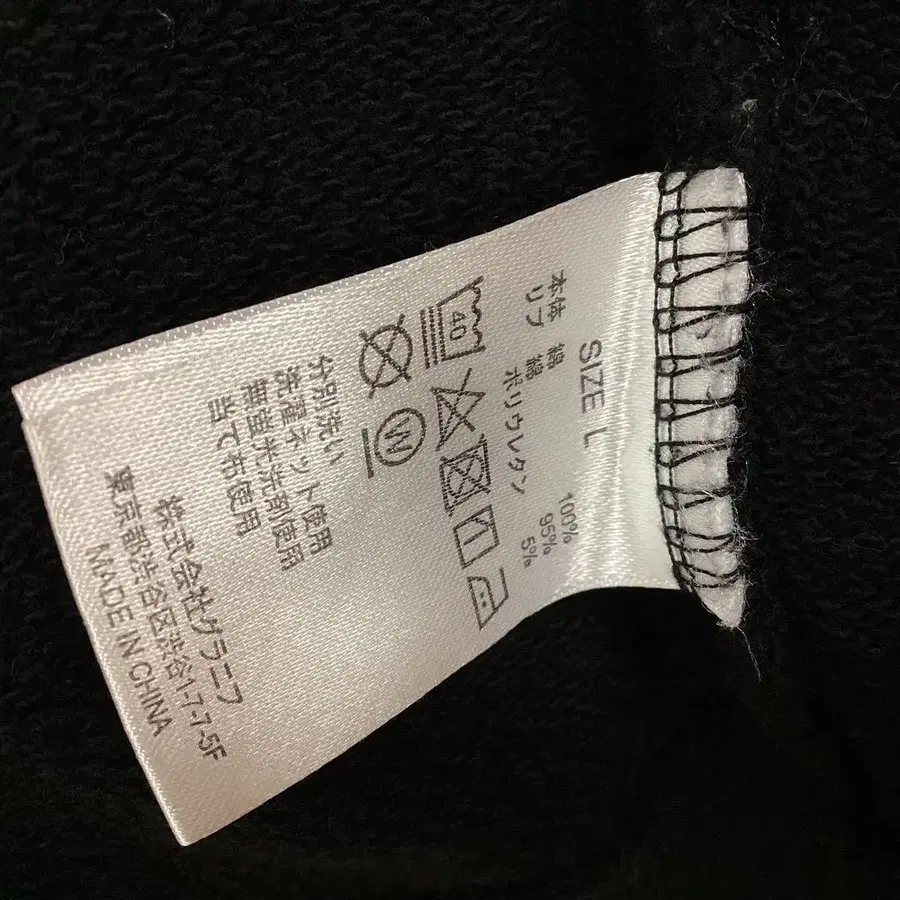 SIZE L
本体 綿 100%
リブ 綿 95%
ポリウレタン 5%
40
W
分別洗い
洗濯ネット使用
無蛍光洗剤使用
当て布使用
株式会社グラニフ
東京都渋谷区渋谷1-7-7-5F
MADE IN CHINA